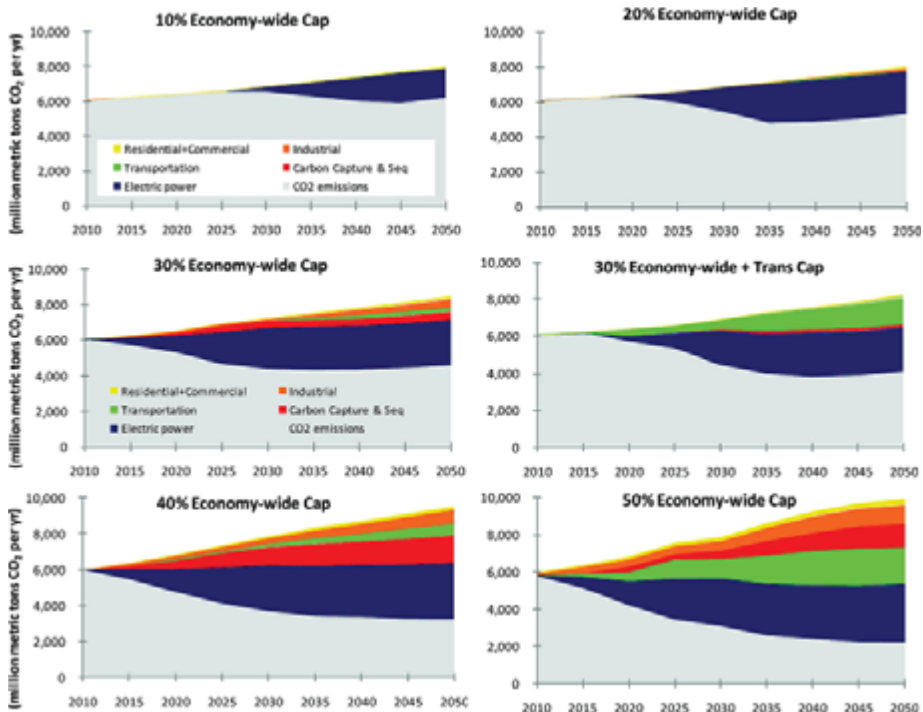 10% Economy-wide Cap
(million metric tons CO2 per yr)
10,000
8,000
6,000
4,000
2,000
0
Residential+Commercial
Industrial
Transportation
Carbon Capture & Seq
Electric power
CO2 emissions
2010 2015 2020 2025 2030 2035 2040 2045 2050
20% Economy-wide Cap
10,000
8,000
6,000
4,000
2,000
0
2010 2015 2020 2025 2030 2035 2040 2045 2050
30% Economy-wide Cap
(million metric tons CO2 per yr)
10,000
8,000
6,000
4,000
2,000
0
Residential+Commercial
Industrial
Transportation
Carbon Capture & Seq
Electric power
CO2 emissions
2010 2015 2020 2025 2030 2035 2040 2045 2050
30% Economy-wide + Trans Cap
10,000
8,000
6,000
4,000
2,000
0
2010 2015 2020 2025 2030 2035 2040 2045 2050
40% Economy-wide Cap
(million metric tons CO2 per yr)
10,000
8,000
6,000
4,000
2,000
0
2010 2015 2020 2025 2030 2035 2040 2045 2050
50% Economy-wide Cap
10,000
8,000
6,000
4,000
2,000
0
2010 2015 2020 2025 2030 2035 2040 2045 2050